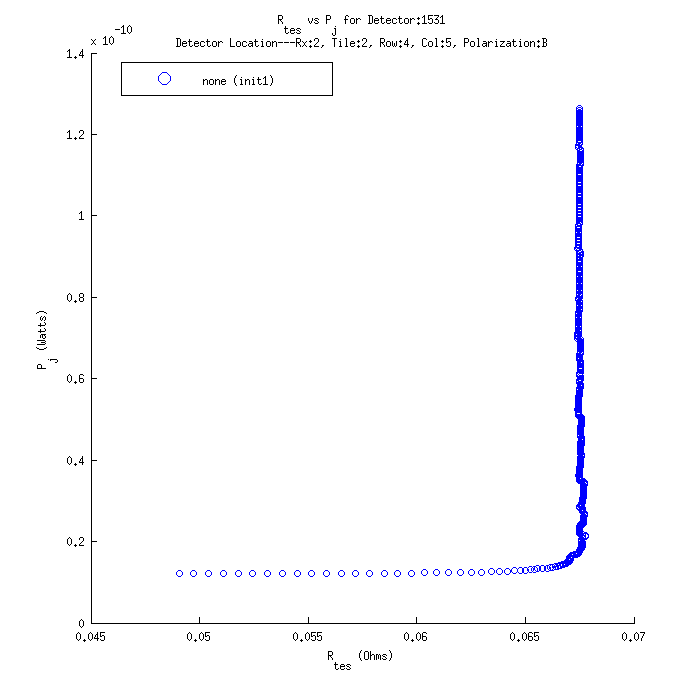 R_tes vs P_j for Detector:1531
x 10^-10
Detector Location---Rx:2, Tile:2, Row:4, Col:5, Polarization:B
none (init1)
1.4
1.2
1
0.8
0.6
0.4
0.2
0
P_j (Watts)
0.045
0.05
0.055
0.06
0.065
0.07
R_tes (Ohms)